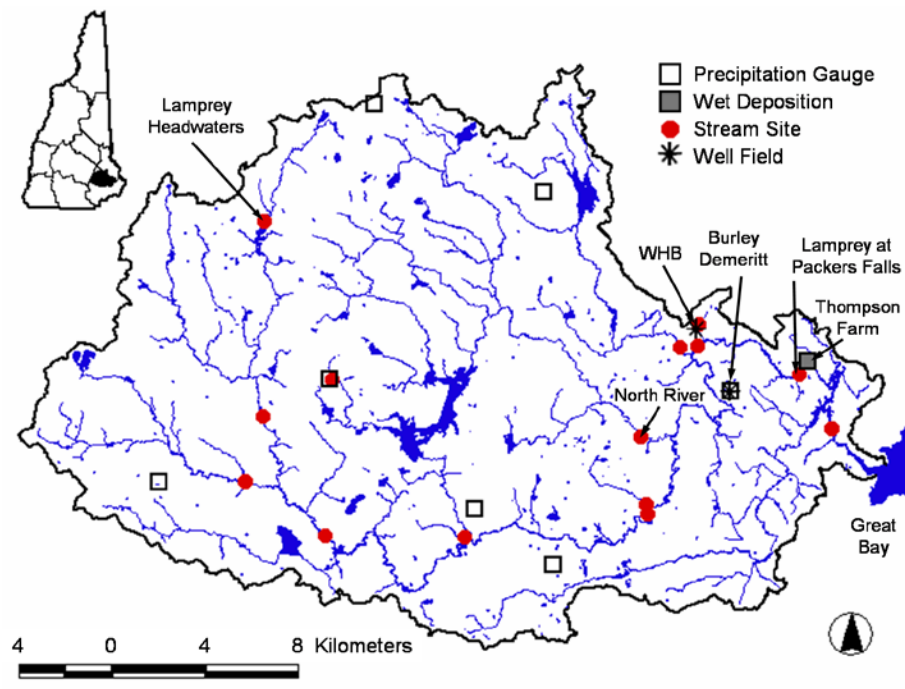 Precipitation Gauge
Wet Deposition
Stream Site
Well Field
Lamprey
Headwaters
WHB
Burley
Demeritt
Lamprey at
Packers Falls
Thompson
Farm
North River
Great
Bay
4 0 4 8 Kilometers